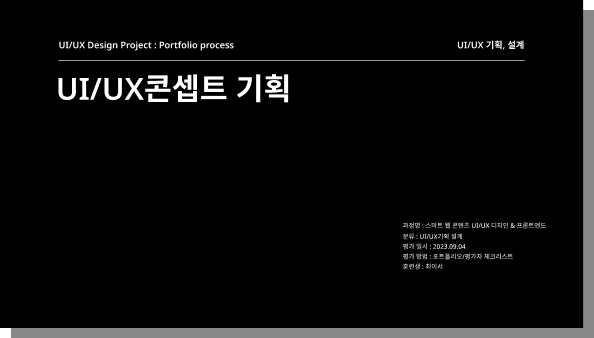 UI/UX Design Project : Portfolio process
UI/UX 기획, 설계
UI/UX콘셉트 기획
과정명 : 스마트 웹 콘텐츠 UI/UX 디자인 & 프론트엔드
분류 : UI/UX기획 설계
평가 일시 : 2023.09.04
평가 방법 : 포트폴리오/평가자 체크리스트
훈련생 : 최이서